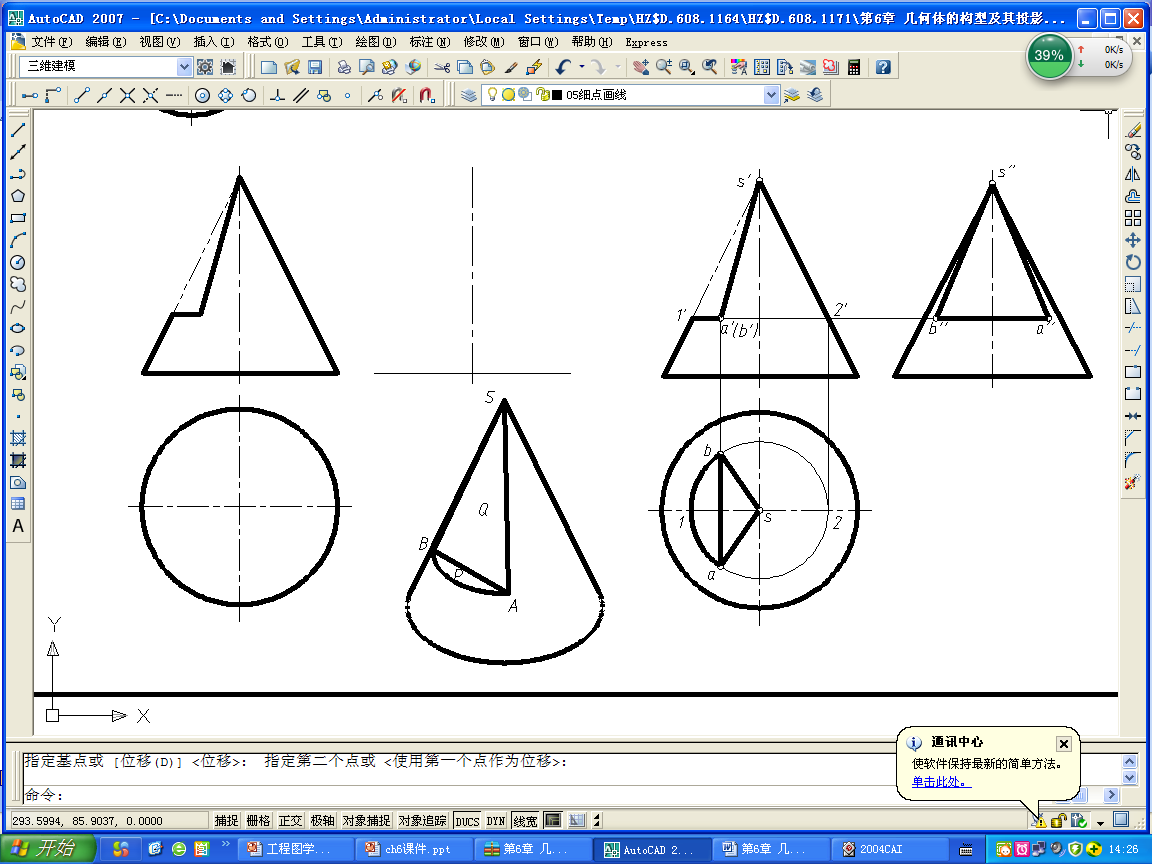 AutoCAD 2007 - [C:\Documents and Settings\Administrator\Local Settings\Temp\HZ$D.608.1164\HZ$D.608.1171\第6章 几何体的构型及其投影...
文件(F) 编辑(E) 视图(V) 插入(I) 格式(O) 工具(T) 绘图(D) 标注(N) 修改(M) 窗口(W) 帮助(H) Express
39% 0K/s
0K/s
三维建模
05细点画线
s' s"
1' a'(b') 2' b" a"
S
Q
B
P
A
b
1 s 2
a
Y
X
A
指定基点或 [位移(D)] <位移>: 指定第二个点或 <使用第一个点作为位移>:
命令:
通讯中心
使软件保持最新的简单方法。
单击此处。
293.5994, 85.9037, 0.0000 捕捉 栅格 正交 极轴 对象捕捉 对象追踪 DUCS DYN 线宽
开始 工程图学... ch6课件.ppt 第6章 几... AutoCAD 2... 第6章 几... 2004CAI 14:26